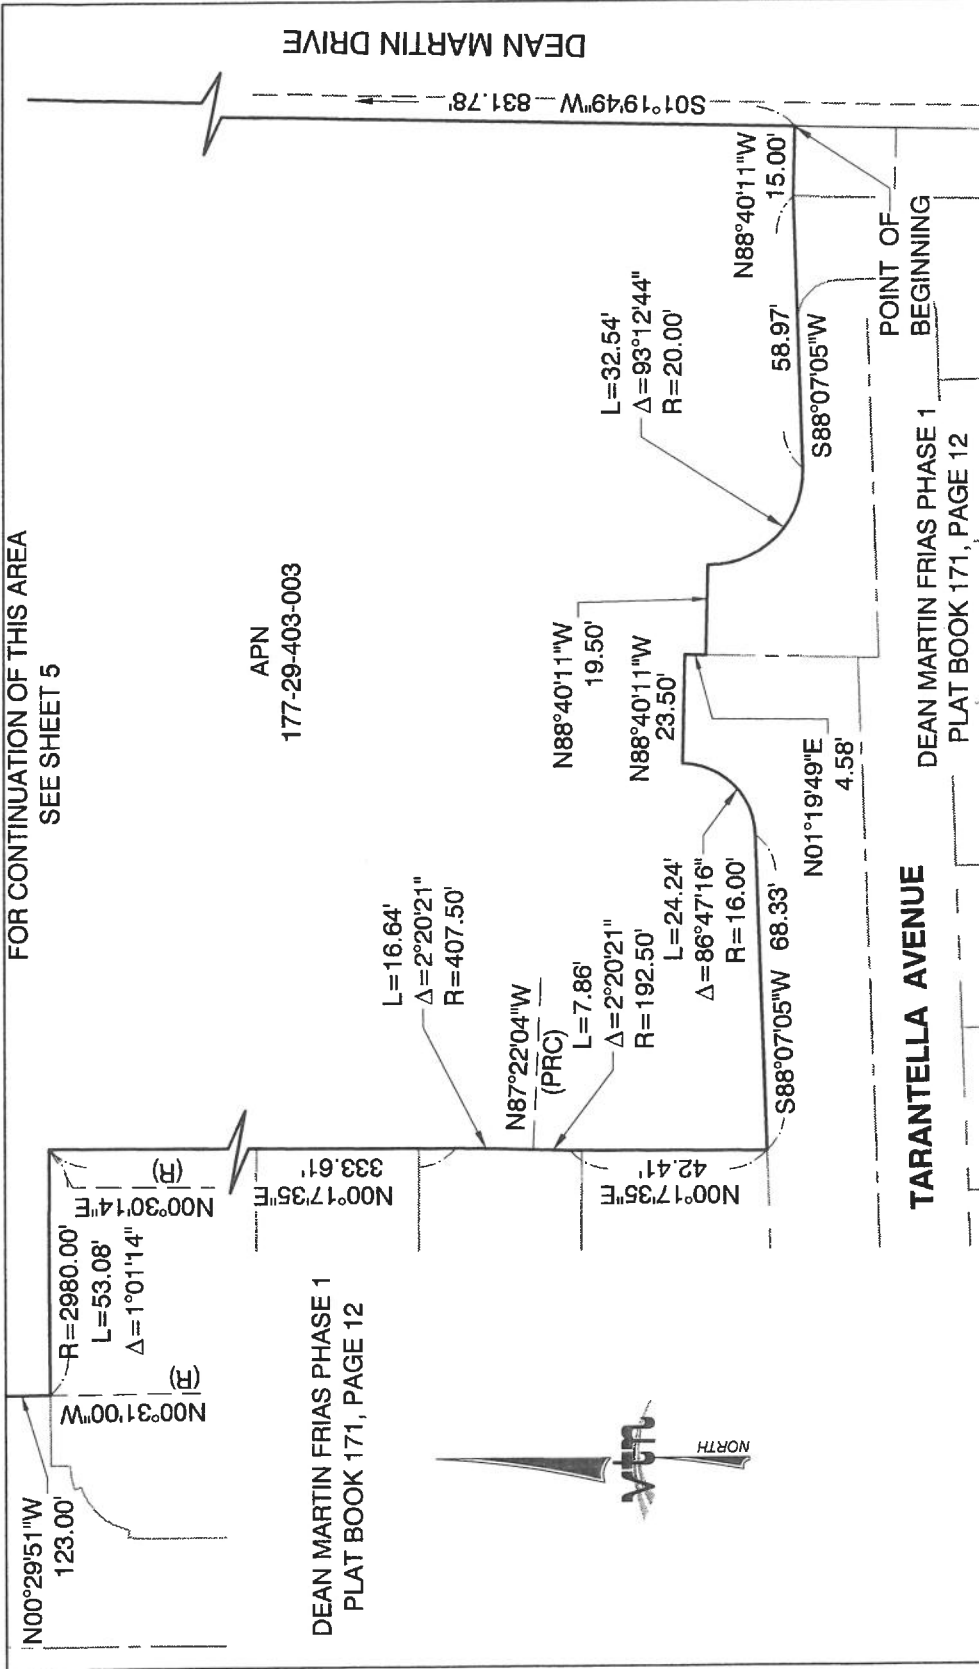 FOR CONTINUATION OF THIS AREA
SEE SHEET 5
N00°29'51"W
123.00'
R=2980.00'
L=53.08'
Δ=1°01'14"
N00°31'00"W
(R)
N00°30'14"E
(R)
APN
177-29-403-003
DEAN MARTIN DRIVE
S01°19'49"W 831.78'
N00°17'35"E
333.61'
DEAN MARTIN FRIAS PHASE 1
PLAT BOOK 171, PAGE 12
L=16.64'
Δ=2°20'21"
R=407.50'
N87°22'04"W
(PRC)
L=7.86'
Δ=2°20'21"
R=192.50'
N00°17'35"E
42.41'
L=24.24'
Δ=86°47'16"
R=16.00'
S88°07'05"W 68.33'
N88°40'11"W
19.50'
N88°40'11"W
23.50'
N01°19'49"E
4.58'
L=32.54'
Δ=93°12'44"
R=20.00'
58.97'
S88°07'05"W
N88°40'11"W
15.00'
POINT OF
BEGINNING
TARANTELLA AVENUE
DEAN MARTIN FRIAS PHASE 1
PLAT BOOK 171, PAGE 12
VTN
NORTH